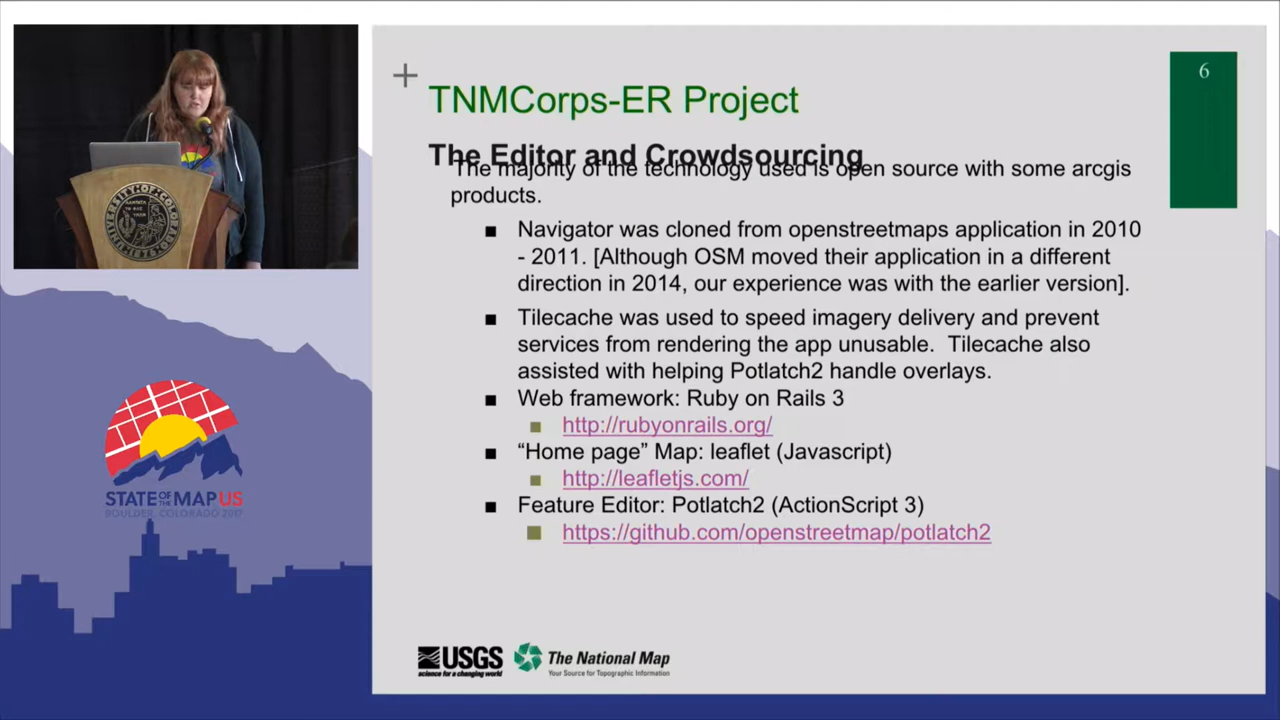 6
+
TNMCorps-ER Project
The Editor and Crowdsourcing
The majority of the technology used is open source with some arcgis
products.
■ Navigator was cloned from openstreetmaps application in 2010
- 2011. [Although OSM moved their application in a different
direction in 2014, our experience was with the earlier version].
■ Tilecache was used to speed imagery delivery and prevent
services from rendering the app unusable. Tilecache also
assisted with helping Potlatch2 handle overlays.
■ Web framework: Ruby on Rails 3
■ http://rubyonrails.org/
■ “Home page” Map: leaflet (Javascript)
■ http://leafletjs.com/
■ Feature Editor: Potlatch2 (ActionScript 3)
■ https://github.com/openstreetmap/potlatch2
USGS
science for a changing world
The National Map
Your Source for Topographic Information
UNIVERSITY OF COLORADO
1876
STATE OF THE MAP US
BOULDER, COLORADO 2017